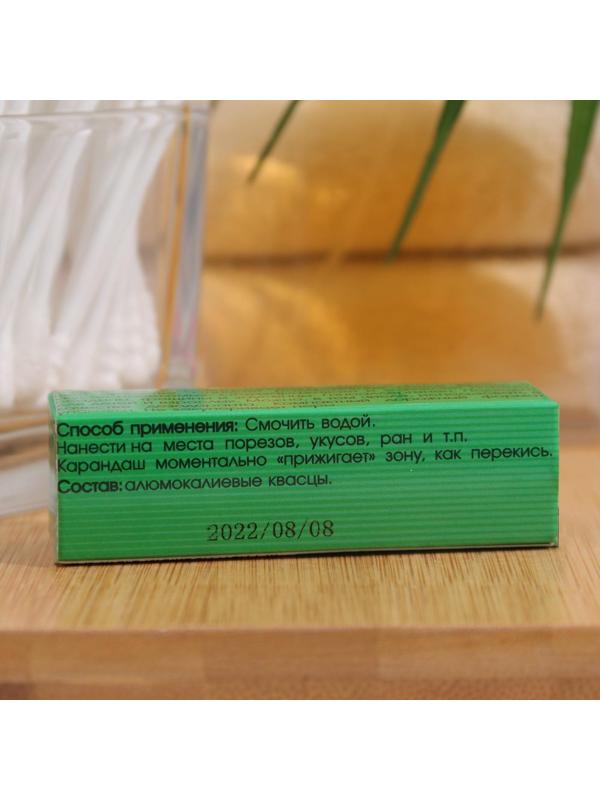 Способ применения: Смочить водой.
Нанести на места порезов, укусов, ран и т.п.
Карандаш моментально «прижигает» зону, как перекись.
Состав: алюмокалиевые квасцы.
2022/08/08